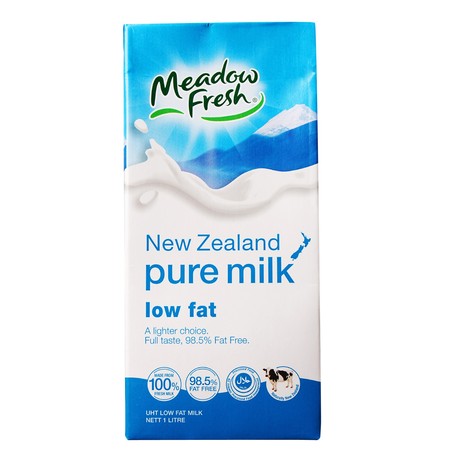 Meadow
Fresh®
New Zealand
pure milk
low fat
A lighter choice.
Full taste, 98.5% Fat Free.
MADE FROM
100%
FRESH MILK
98.5%
FAT FREE
حلال
UHT LOW FAT MILK
NETT 1 LITRE